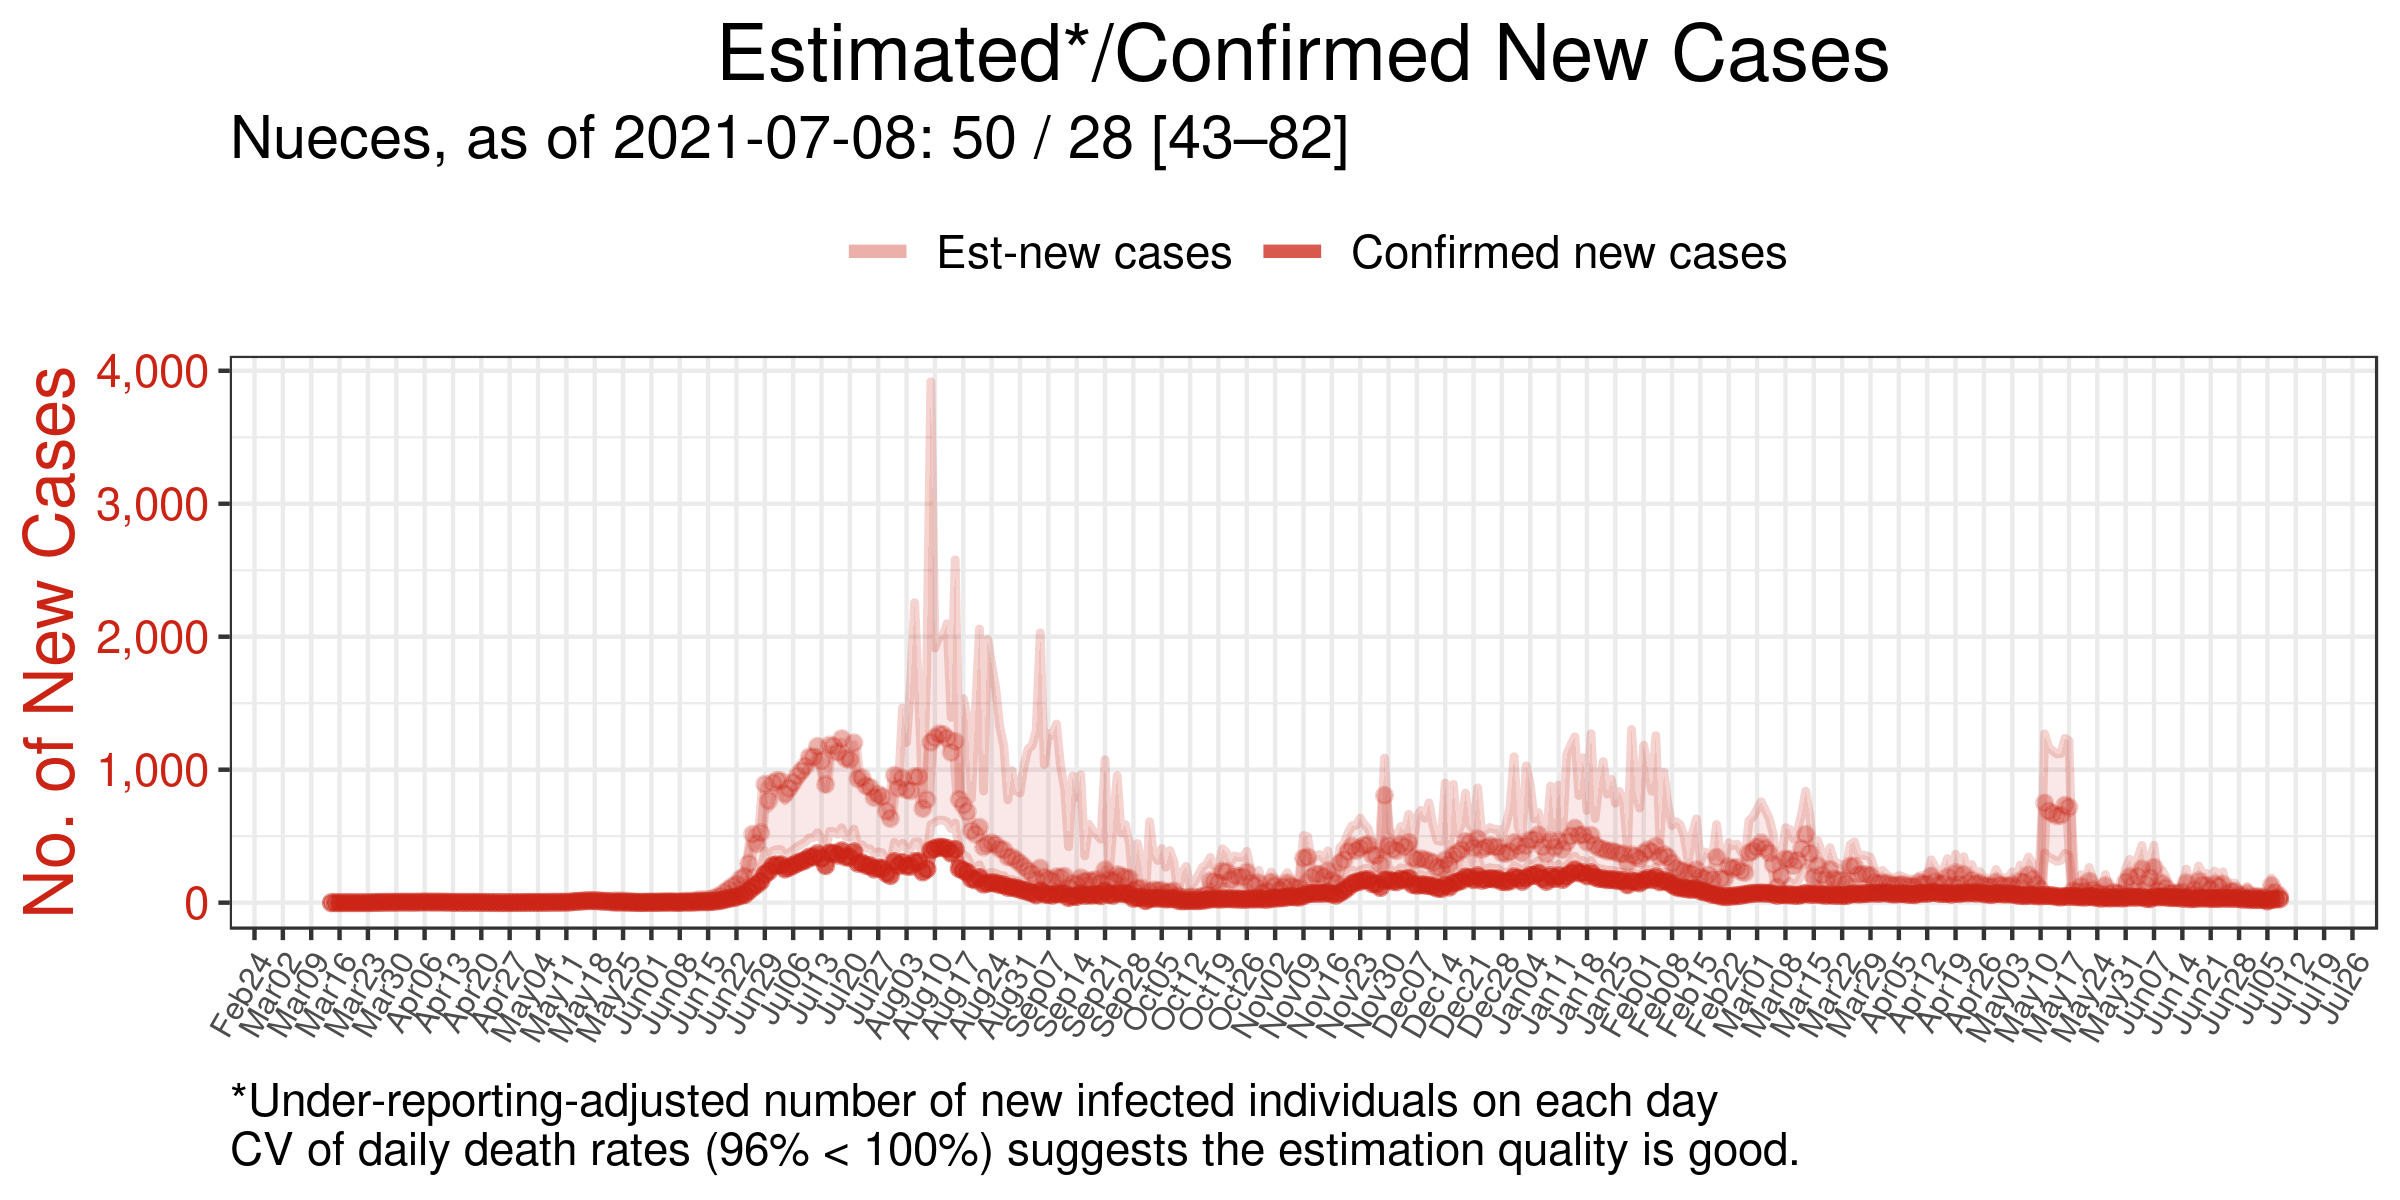 Estimated*/Confirmed New Cases
Nueces, as of 2021-07-08: 50 / 28 [43–82]
Est-new cases Confirmed new cases
No. of New Cases
4,000
3,000
2,000
1,000
0
Feb24 Mar02 Mar09 Mar16 Mar23 Mar30 Apr06 Apr13 Apr20 Apr27 May04 May11 May18 May25 Jun01 Jun08 Jun15 Jun22 Jun29 Jul06 Jul13 Jul20 Jul27 Aug03 Aug10 Aug17 Aug24 Aug31 Sep07 Sep14 Sep21 Sep28 Oct05 Oct12 Oct19 Oct26 Nov02 Nov09 Nov16 Nov23 Nov30 Dec07 Dec14 Dec21 Dec28 Jan04 Jan11 Jan18 Jan25 Feb01 Feb08 Feb15 Feb22 Mar01 Mar08 Mar15 Mar22 Mar29 Apr05 Apr12 Apr19 Apr26 May03 May10 May17 May24 May31 Jun07 Jun14 Jun21 Jun28 Jul05 Jul12 Jul19 Jul26
*Under-reporting-adjusted number of new infected individuals on each day
CV of daily death rates (96% < 100%) suggests the estimation quality is good.